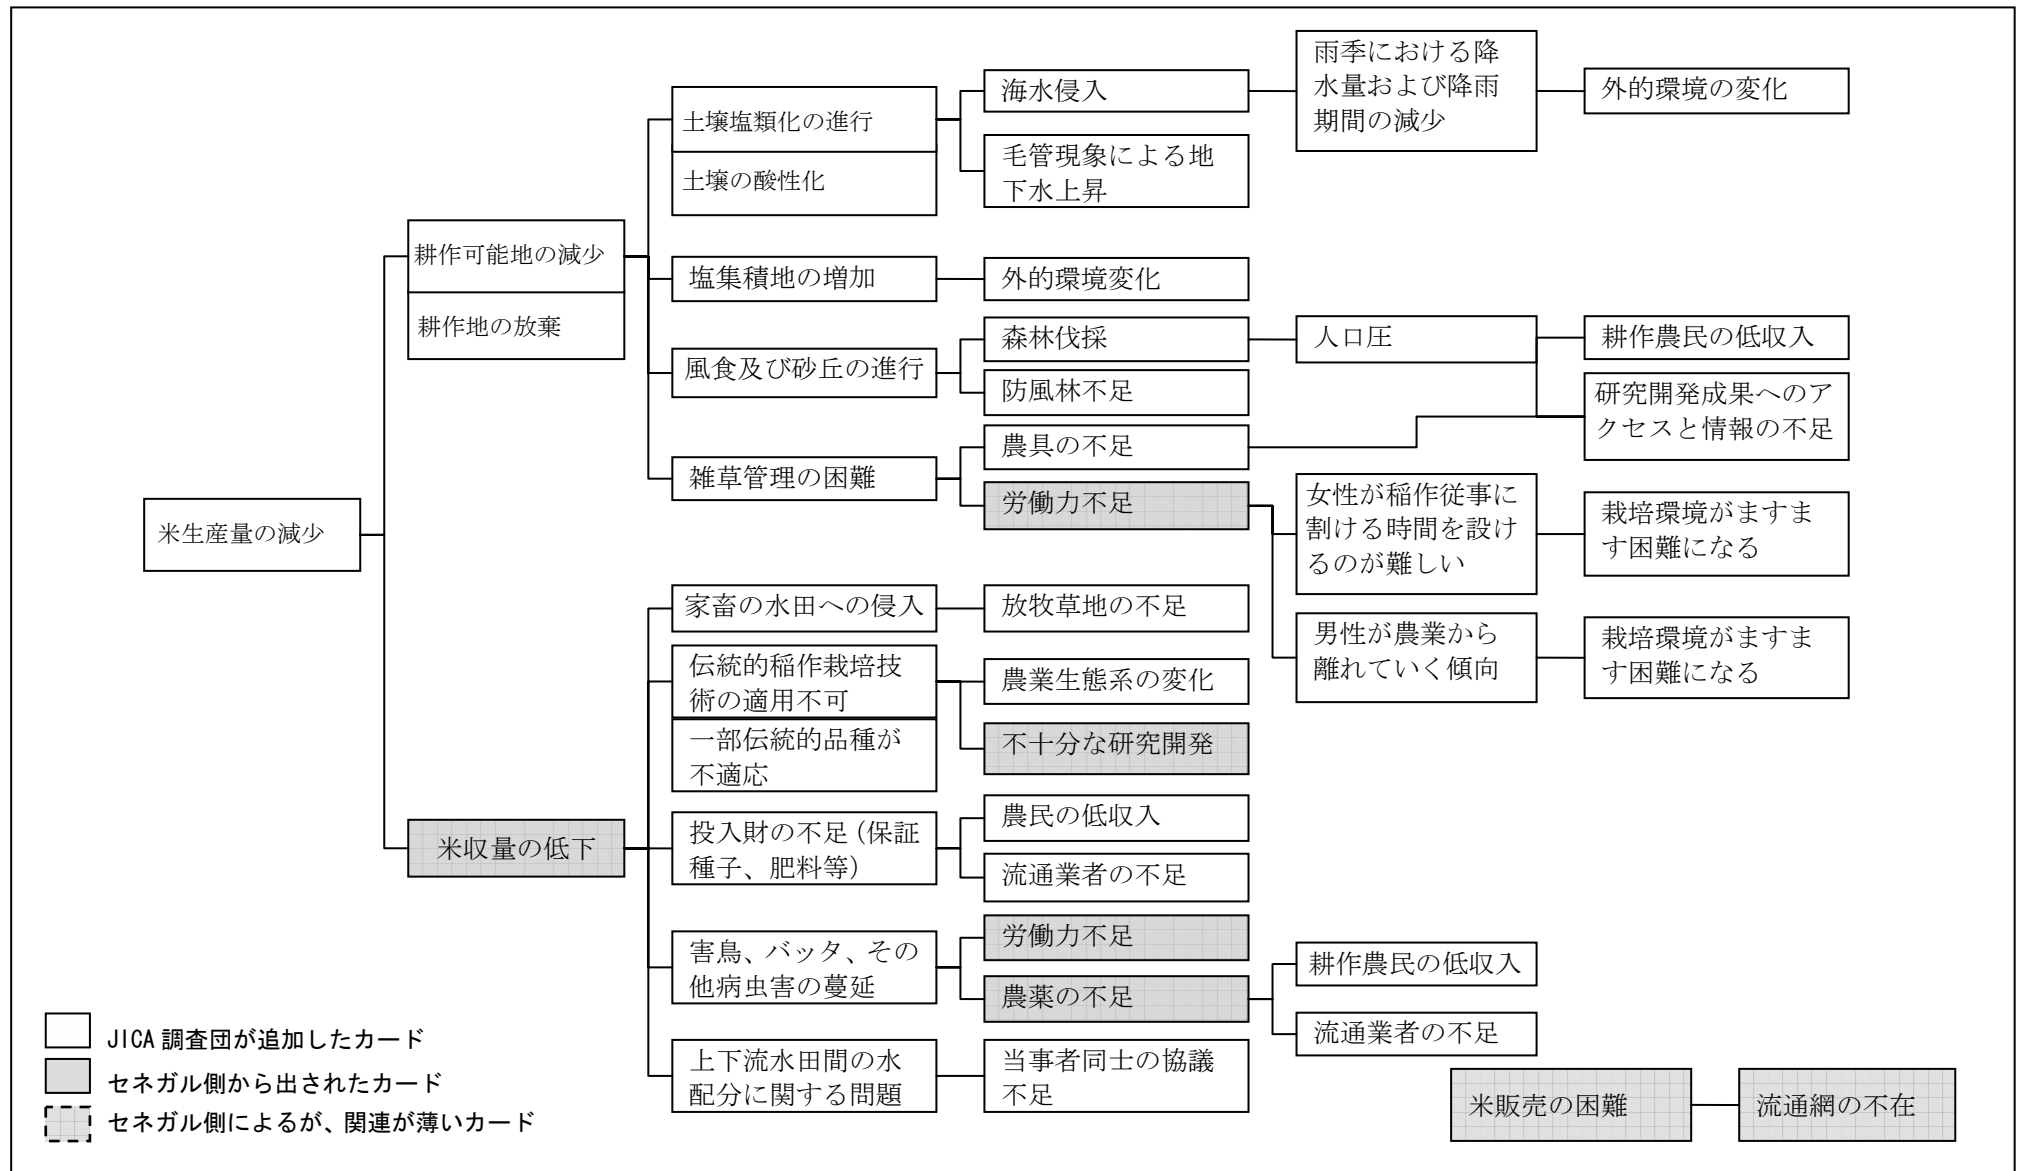 土壌塩類化の進行
土壌の酸性化
海水侵入
毛管現象による地
下水上昇
雨季における降
水量および降雨
期間の減少
外的環境の変化
耕作可能地の減少
耕作地の放棄
塩集積地の増加
外的環境変化
風食及び砂丘の進行
森林伐採
防風林不足
人口圧
耕作農民の低収入
研究開発成果へのア
クセスと情報の不足
雑草管理の困難
農具の不足
労働力不足
女性が稲作従事に
割ける時間を設け
るのが難しい
栽培環境がますま
す困難になる
男性が農業から
離れていく傾向
栽培環境がますま
す困難になる
米生産量の減少
米収量の低下
家畜の水田への侵入
放牧草地の不足
伝統的稲作栽培技
術の適用不可
一部伝統的品種が
不適応
農業生態系の変化
不十分な研究開発
投入財の不足(保証
種子、肥料等)
農民の低収入
流通業者の不足
害鳥、バッタ、その
他病虫害の蔓延
労働力不足
農薬の不足
耕作農民の低収入
流通業者の不足
上下流水田間の水
配分に関する問題
当事者同士の協議
不足
米販売の困難
流通網の不在
JICA 調査団が追加したカード
セネガル側から出されたカード
セネガル側によるが、関連が薄いカード